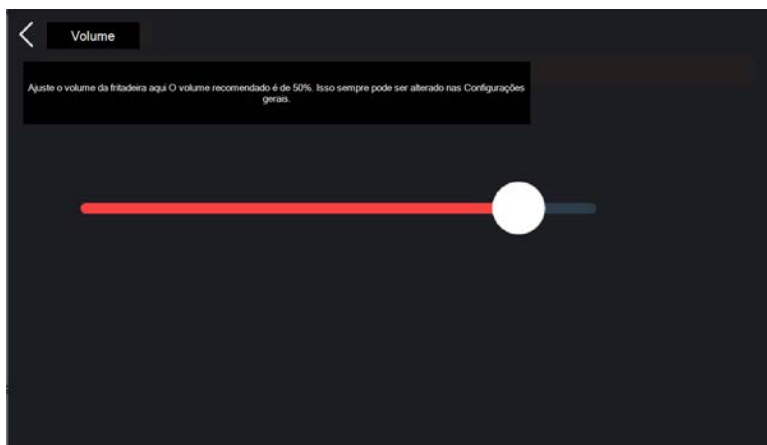 Volume
Ajuste o volume da fritadeira aqui O volume recomendado é de 50%. Isso sempre pode ser alterado nas Configurações
gerais.